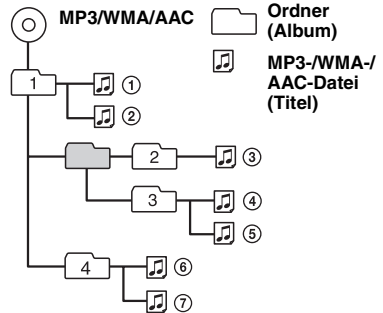 MP3/WMA/AAC
Ordner
(Album)
MP3-/WMA-/
AAC-Datei
(Titel)
1
①
②
2
③
3
④
⑤
4
⑥
⑦